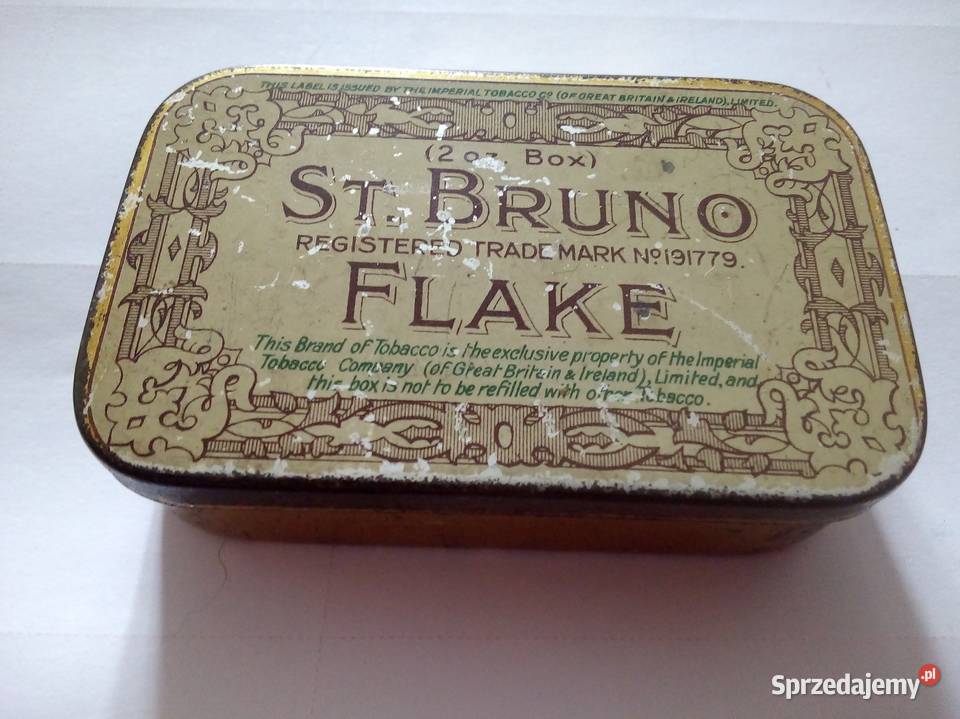 THIS LABEL IS ISSUED BY THE IMPERIAL TOBACCO Co (OF GREAT BRITAIN & IRELAND), LIMITED.
(2 oz. Box)
ST. BRUNO
REGISTERED TRADE MARK No 191779.
FLAKE
This Brand of Tobacco is the exclusive property of the Imperial
Tobacco Company (of Great Britain & Ireland), Limited, and
this box is not to be refilled with other Tobacco.
Sprzedajemy.pl